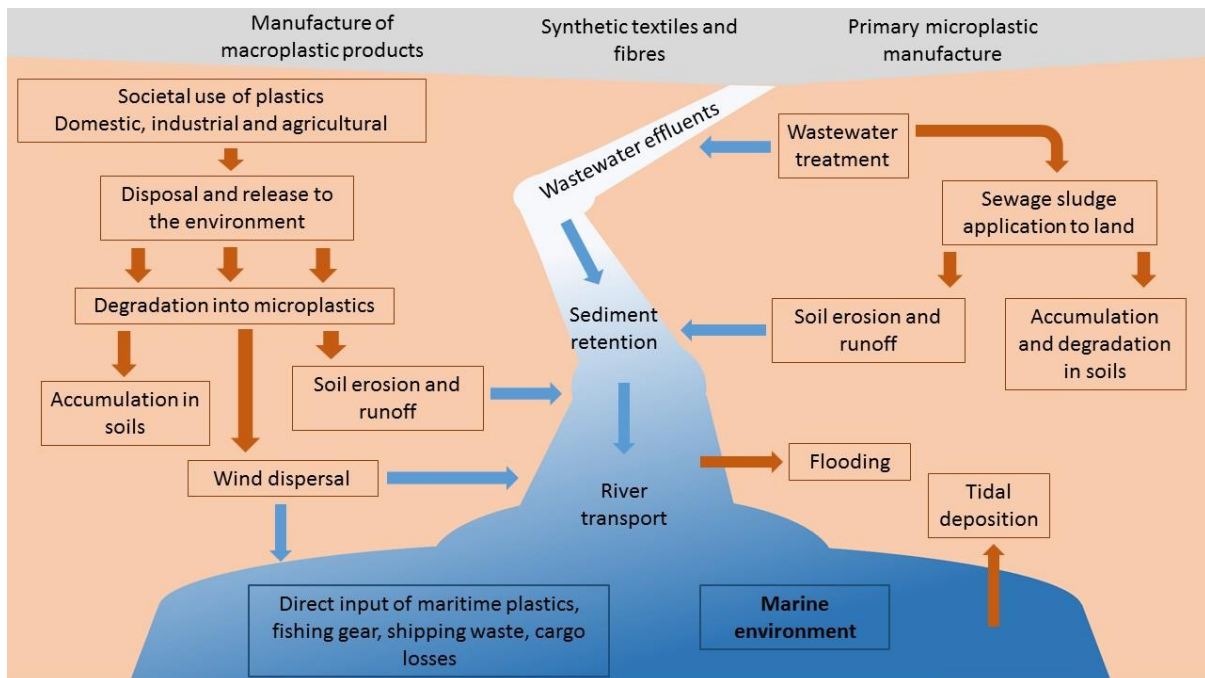 Manufacture of
macroplastic products
Synthetic textiles and
fibres
Primary microplastic
manufacture
Societal use of plastics
Domestic, industrial and agricultural
Wastewater effluents
Wastewater
treatment
Disposal and release to
the environment
Sewage sludge
application to land
Degradation into microplastics
Sediment
retention
Soil erosion and
runoff
Accumulation
and degradation
in soils
Accumulation in
soils
Soil erosion and
runoff
Wind dispersal
Flooding
River
transport
Tidal
deposition
Direct input of maritime plastics,
fishing gear, shipping waste, cargo
losses
Marine
environment